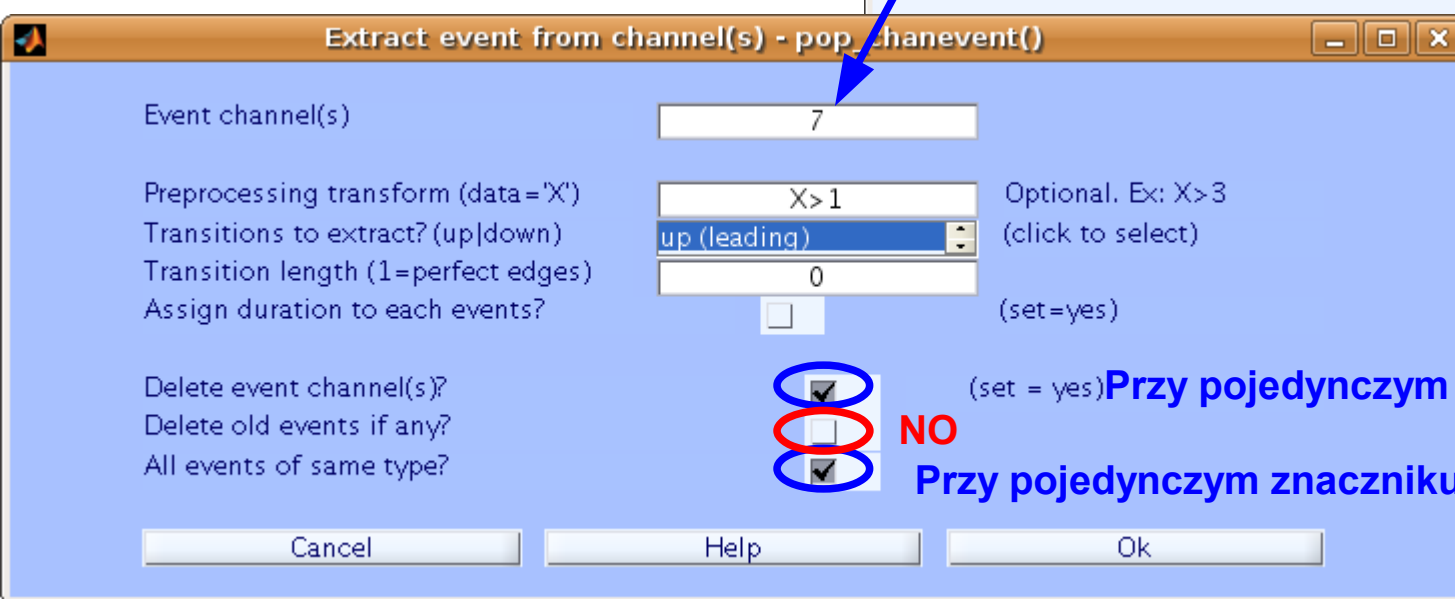 Extract event from channel(s) - pop_chanevent()
Event channel(s) 7
Preprocessing transform (data='X') X>1 Optional. Ex: X>3
Transitions to extract? (up|down) up (leading) (click to select)
Transition length (1=perfect edges) 0
Assign duration to each events? (set=yes)
Delete event channel(s)? (set = yes) Przy pojedynczym
Delete old events if any? NO
All events of same type? Przy pojedynczym znaczniku
Cancel Help Ok